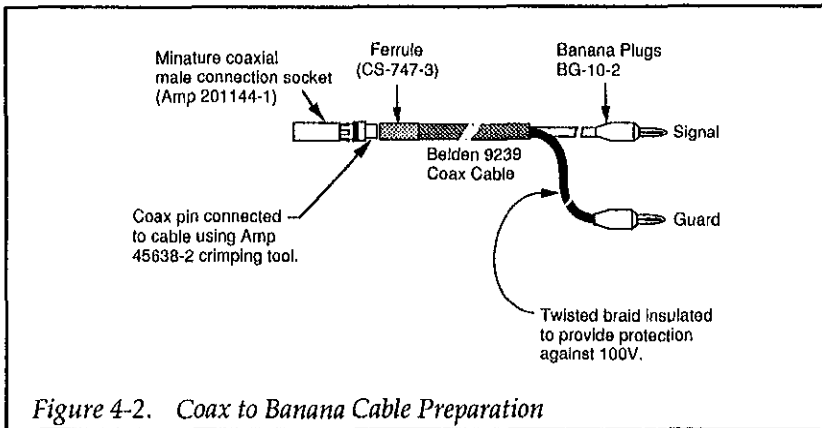 Minature coaxial
male connection socket
(Amp 201144-1)
Ferrule
(CS-747-3)
Banana Plugs
BG-10-2
Signal
Belden 9239
Coax Cable
Coax pin connected
to cable using Amp
45638-2 crimping tool.
Guard
Twisted braid insulated
to provide protection
against 100V.
Figure 4-2. Coax to Banana Cable Preparation